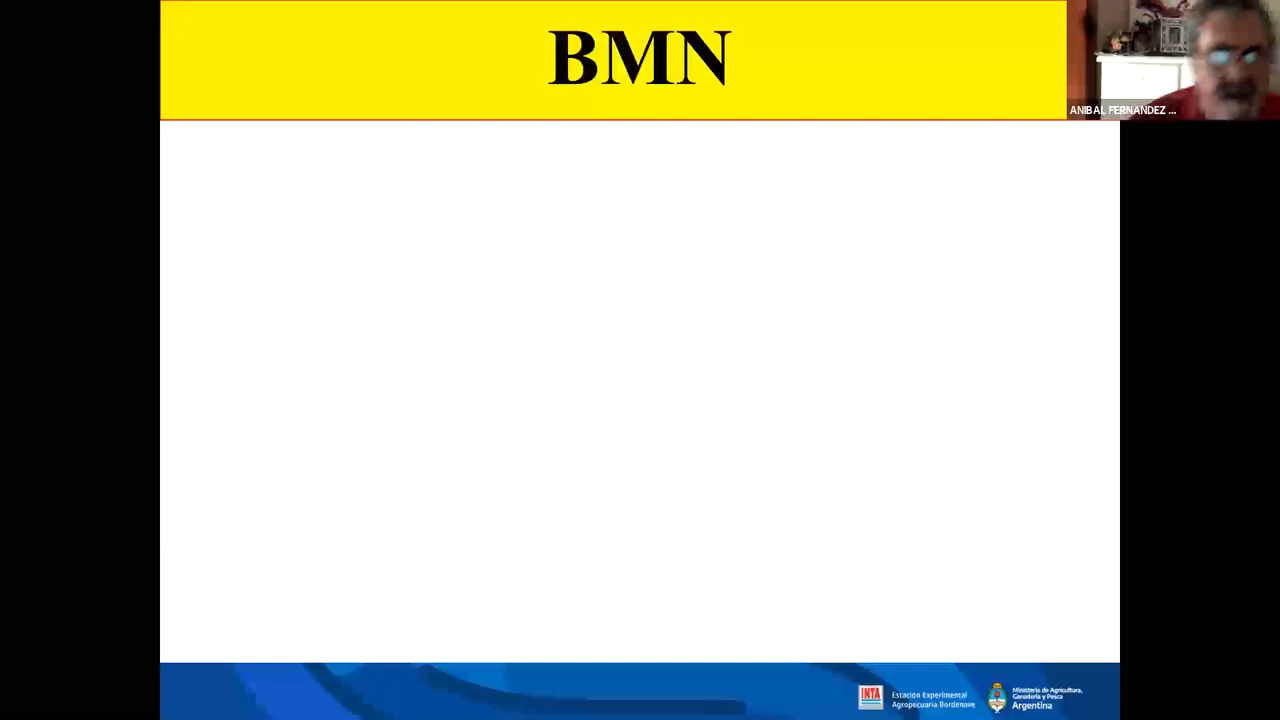 BMN
ANIBAL FERNANDEZ ...
INTA
Estación Experimental
Agropecuaria Bordenave
Ministerio de Agricultura,
Ganadería y Pesca
Argentina